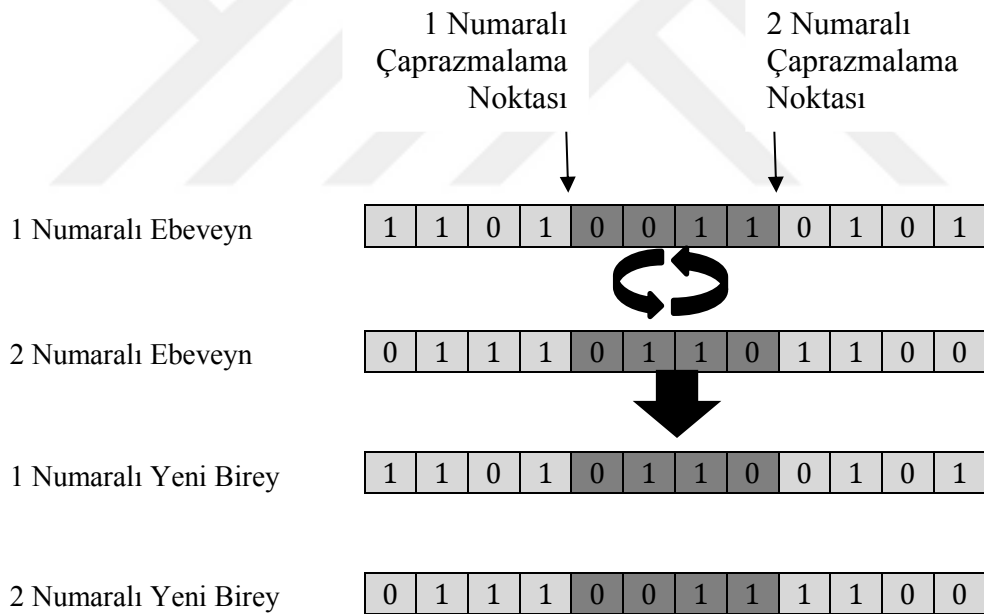 1 Numaralı
Çaprazmalama
Noktası
2 Numaralı
Çaprazmalama
Noktası
1 Numaralı Ebeveyn 1 1 0 1 0 0 1 1 0 1 0 1
2 Numaralı Ebeveyn 0 1 1 1 0 1 1 0 1 1 0 0
1 Numaralı Yeni Birey 1 1 0 1 0 1 1 0 0 1 0 1
2 Numaralı Yeni Birey 0 1 1 1 0 0 1 1 1 1 0 0